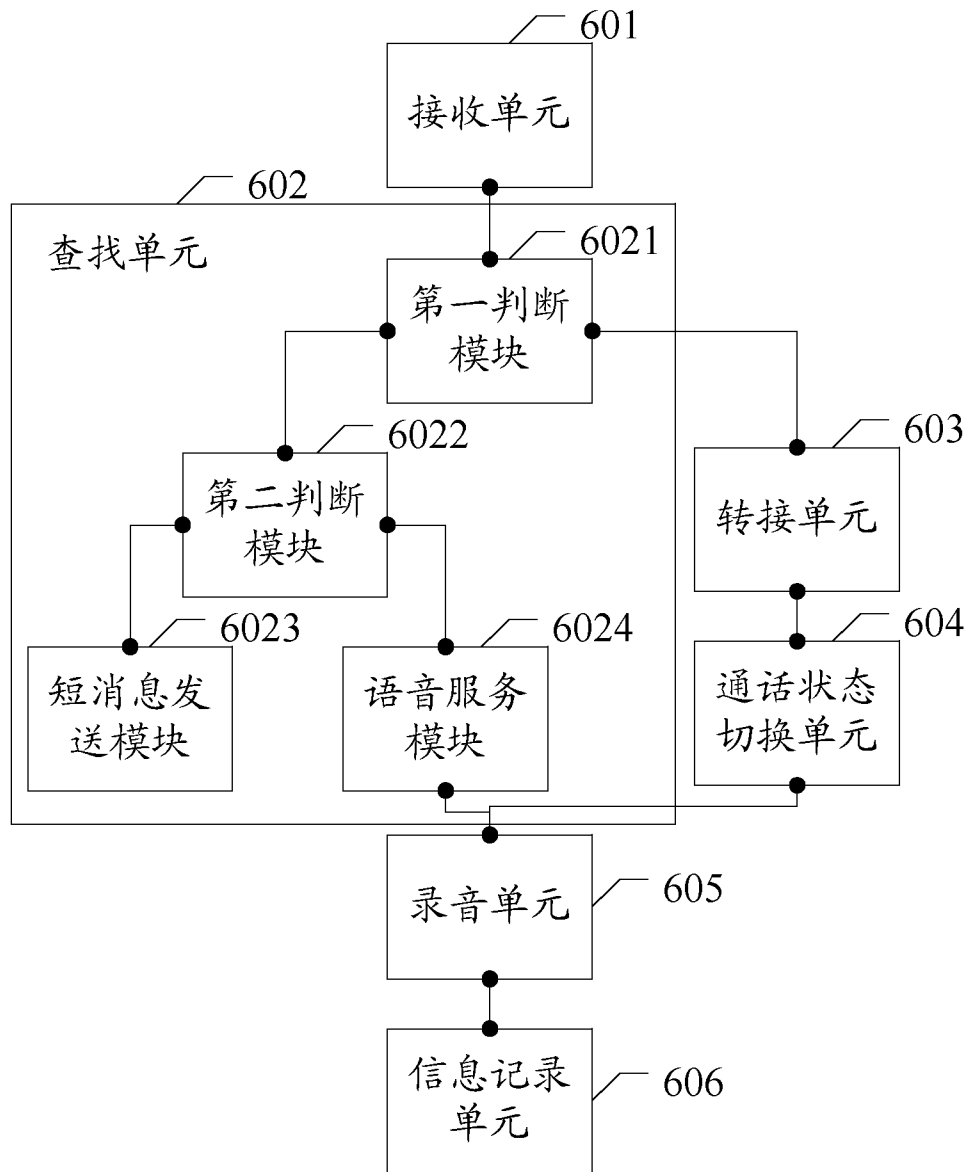 601
接收单元
602
查找单元
6021
第一判断
模块
6022
第二判断
模块
603
转接单元
6023
短消息发
送模块
6024
语音服务
模块
604
通话状态
切换单元
录音单元
605
信息记录
单元
606